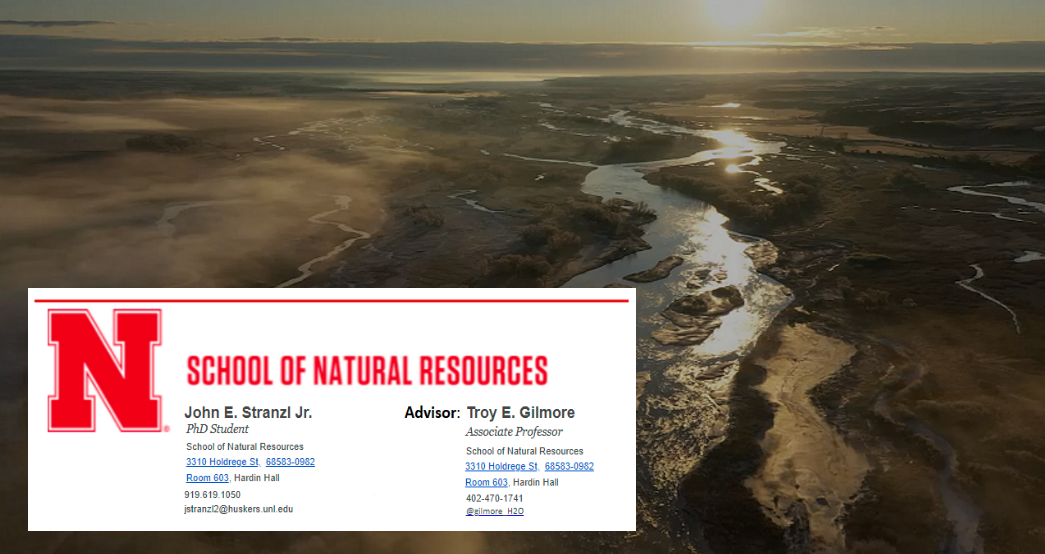 N
SCHOOL OF NATURAL RESOURCES
John E. Stranzl Jr.
PhD Student
School of Natural Resources
3310 Holdrege St, 68583-0982
Room 603, Hardin Hall
919.619.1050
jstranzl2@huskers.unl.edu
Advisor: Troy E. Gilmore
Associate Professor
School of Natural Resources
3310 Holdrege St, 68583-0982
Room 603, Hardin Hall
402-470-1741
@gilmore_H2O